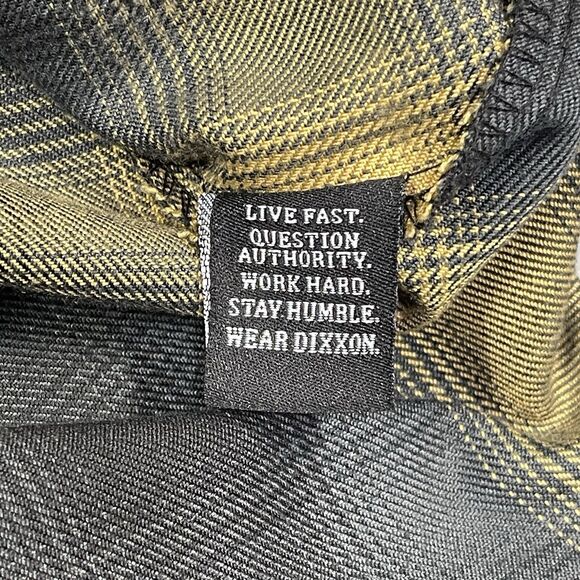 LIVE FAST.
QUESTION
AUTHORITY.
WORK HARD.
STAY HUMBLE.
WEAR DIXXON.